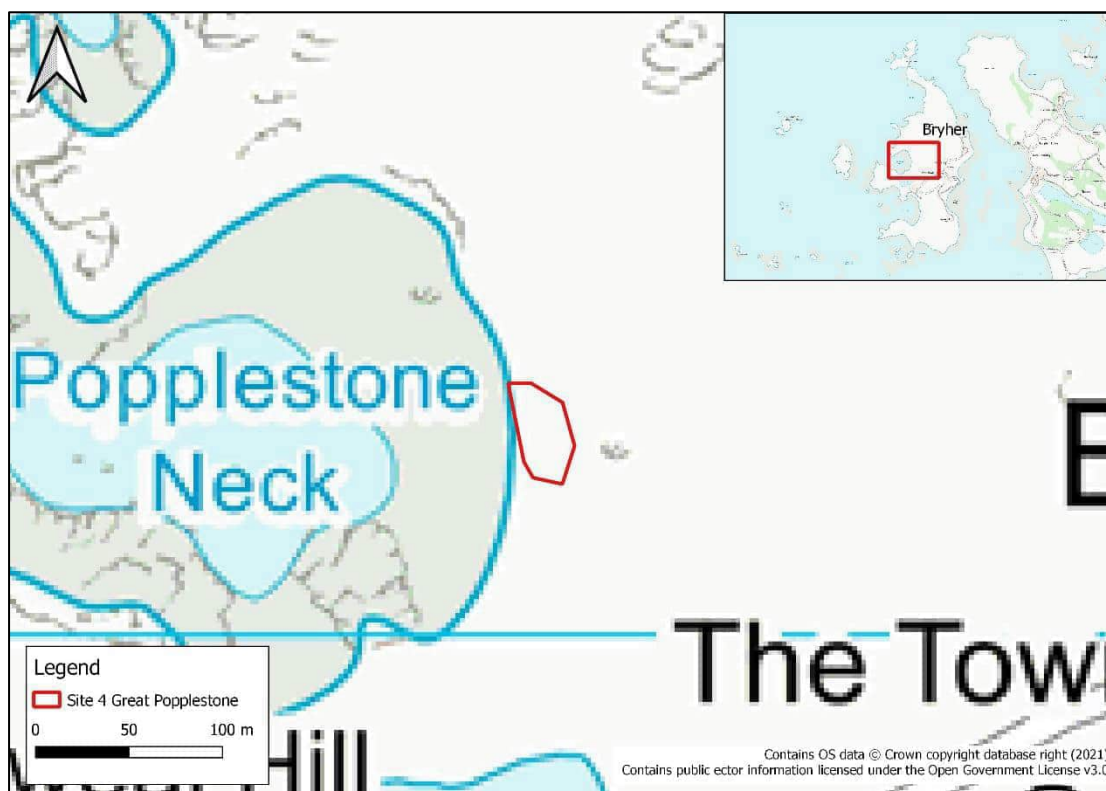 Bryher
Popplestone
Neck
The Tow
Hill
Legend
Site 4 Great Popplestone
0 50 100 m
Contains OS data © Crown copyright database right (2021)
Contains public ector information licensed under the Open Government License v3.0